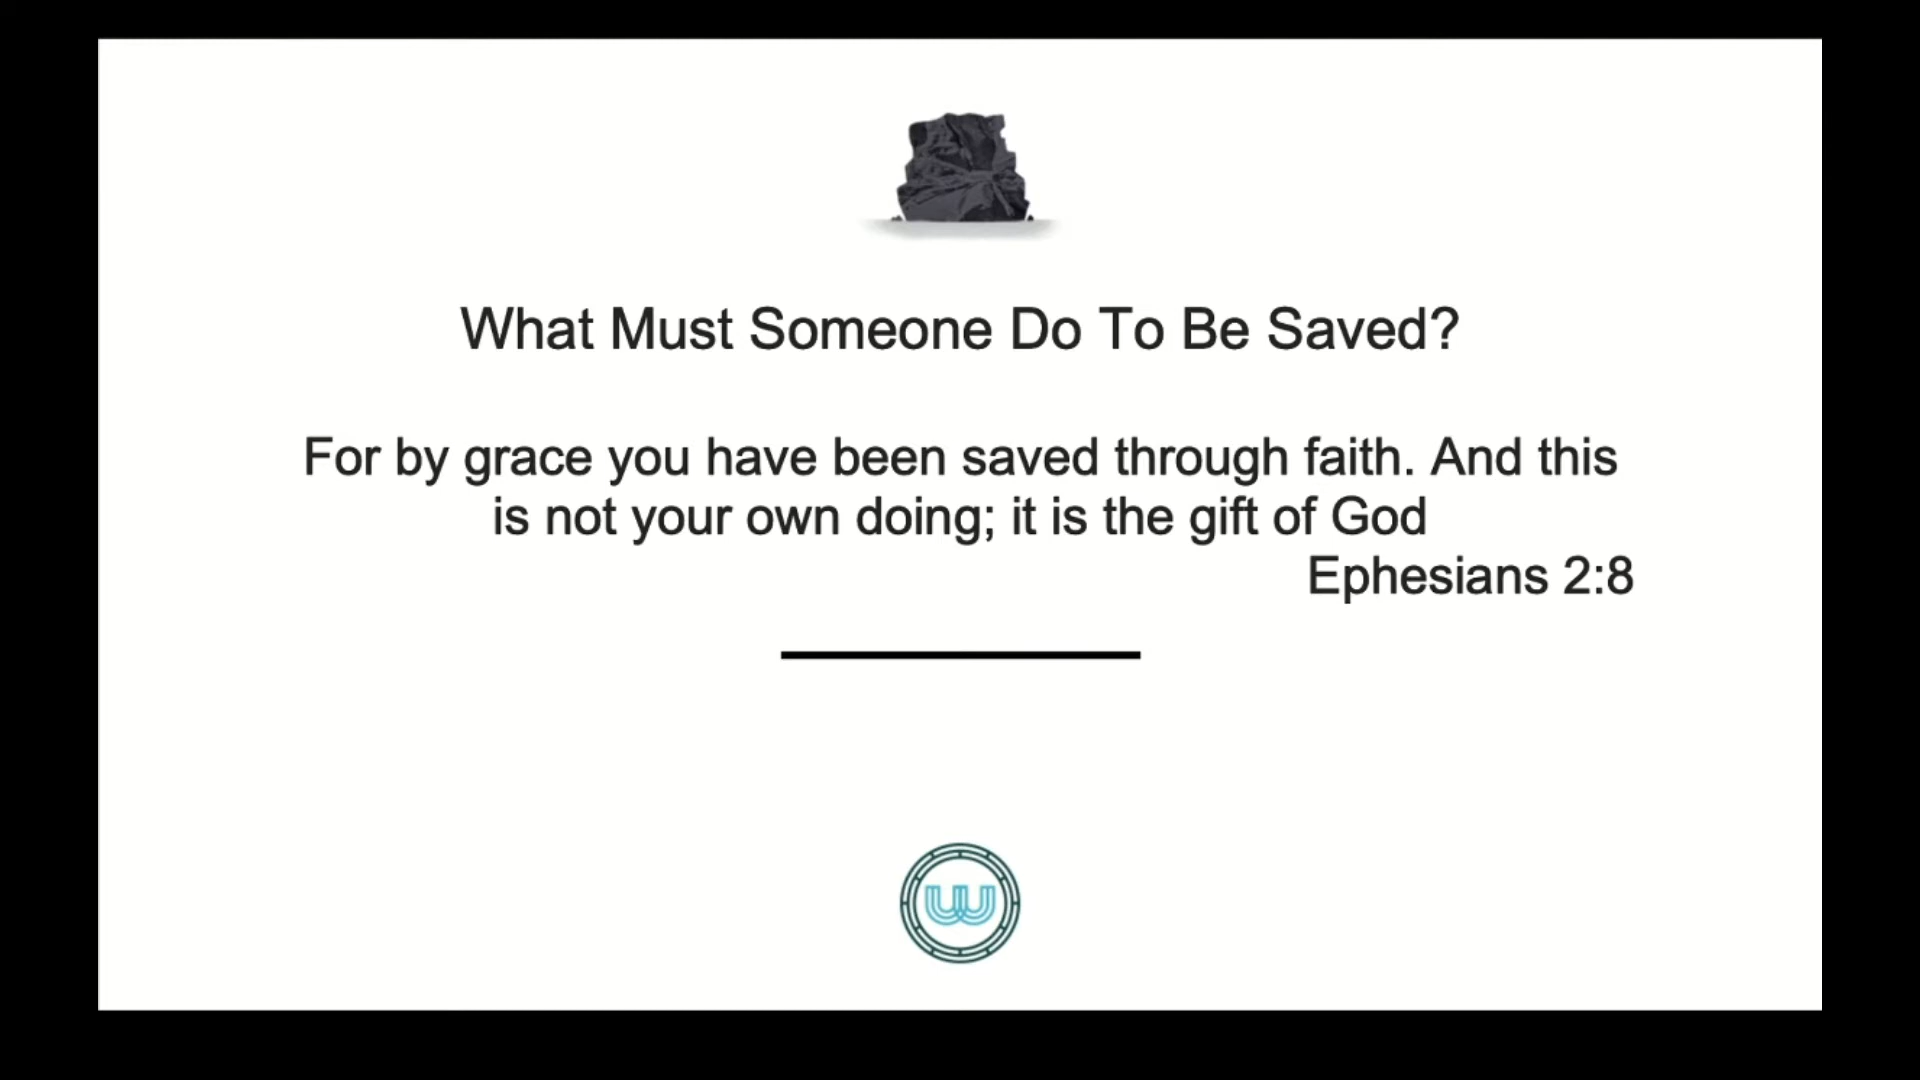 What Must Someone Do To Be Saved?
For by grace you have been saved through faith. And this
is not your own doing; it is the gift of God
Ephesians 2:8